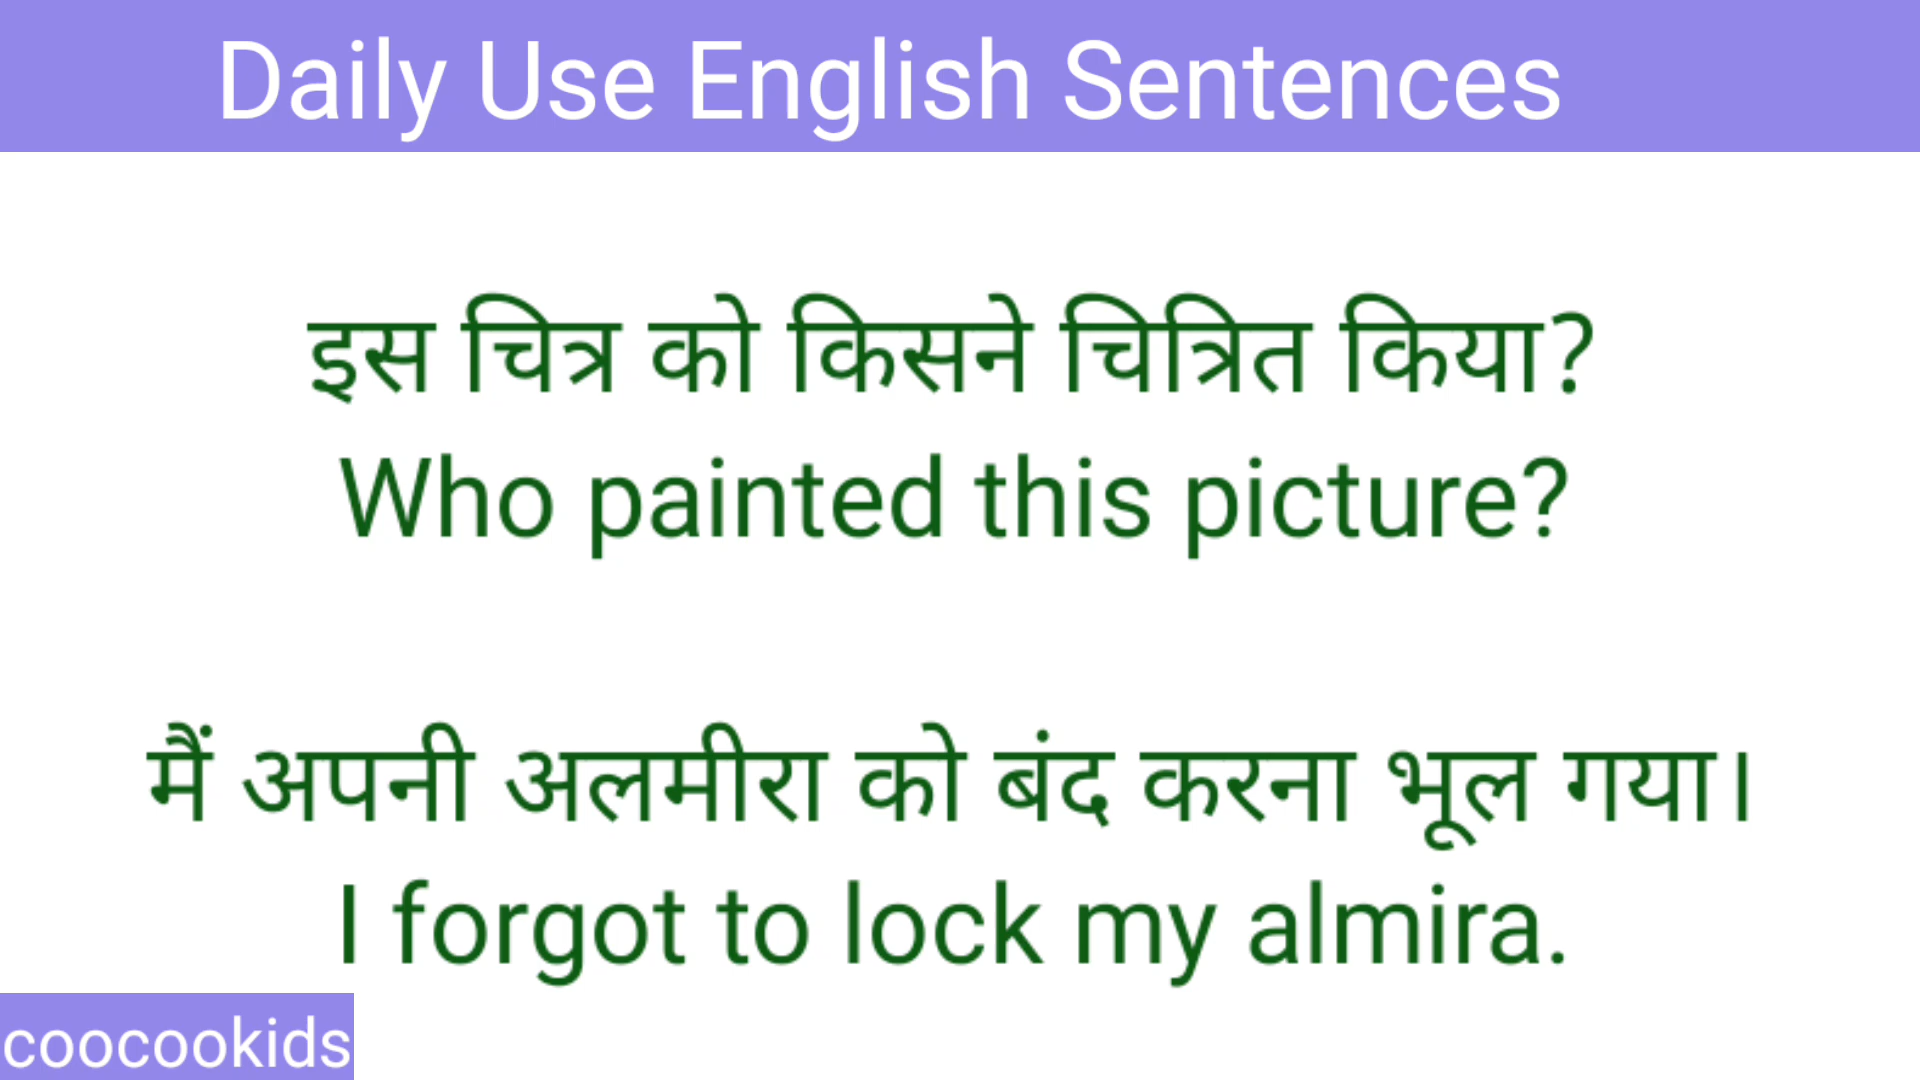 Daily Use English Sentences
इस चित्र को किसने चित्रित किया?
Who painted this picture?
मैं अपनी अलमीरा को बंद करना भूल गया।
I forgot to lock my almira.
coocookids